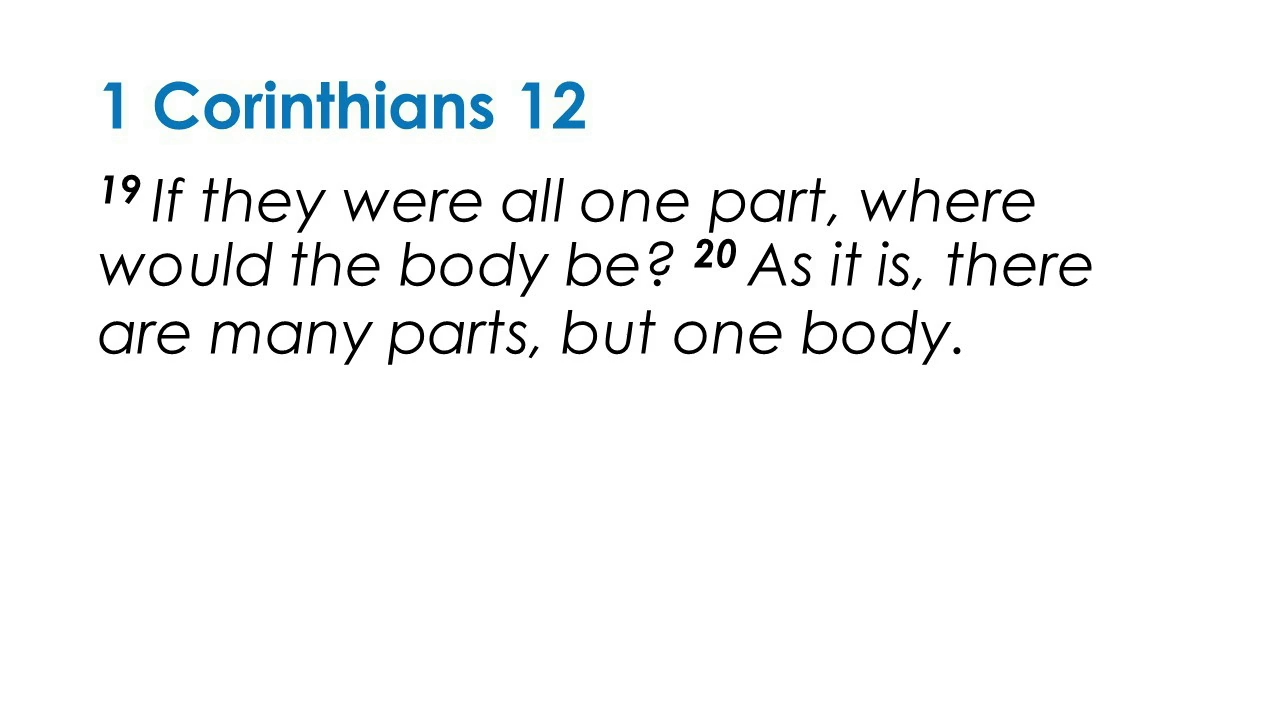 1 Corinthians 12
19 If they were all one part, where
would the body be? 20 As it is, there
are many parts, but one body.